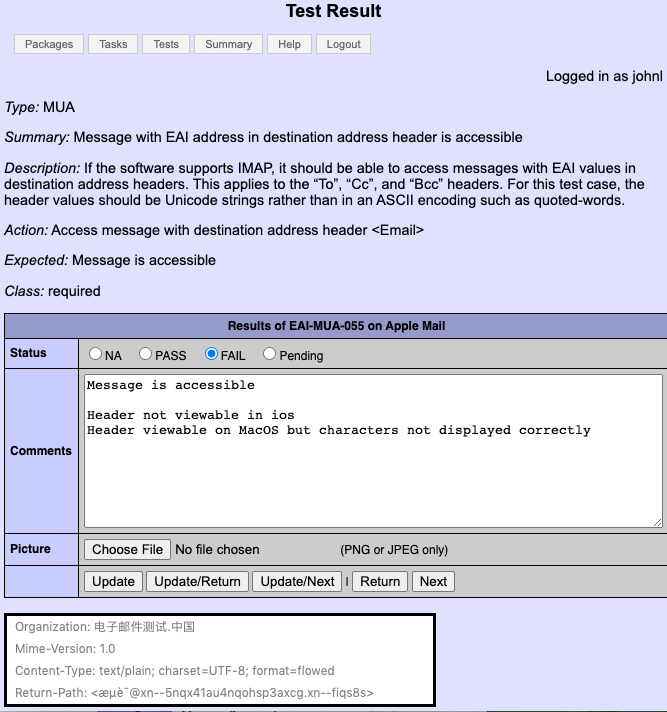 Test Result
Packages Tasks Tests Summary Help Logout
Logged in as johnl
Type: MUA
Summary: Message with EAI address in destination address header is accessible
Description: If the software supports IMAP, it should be able to access messages with EAI values in
destination address headers. This applies to the “To”, “Cc”, and “Bcc” headers. For this test case, the
header values should be Unicode strings rather than in an ASCII encoding such as quoted-words.
Action: Access message with destination address header <Email>
Expected: Message is accessible
Class: required
Results of EAI-MUA-055 on Apple Mail
Status NA PASS FAIL Pending
Comments
Message is accessible
Header not viewable in ios
Header viewable on MacOS but characters not displayed correctly
Picture Choose File No file chosen (PNG or JPEG only)
Update Update/Return Update/Next | Return Next
Organization: 电子邮件测试.中国
Mime-Version: 1.0
Content-Type: text/plain; charset=UTF-8; format=flowed
Return-Path: <æµè¯@xn--5nqx41au4nqohsp3axcg.xn--fiqs8s>